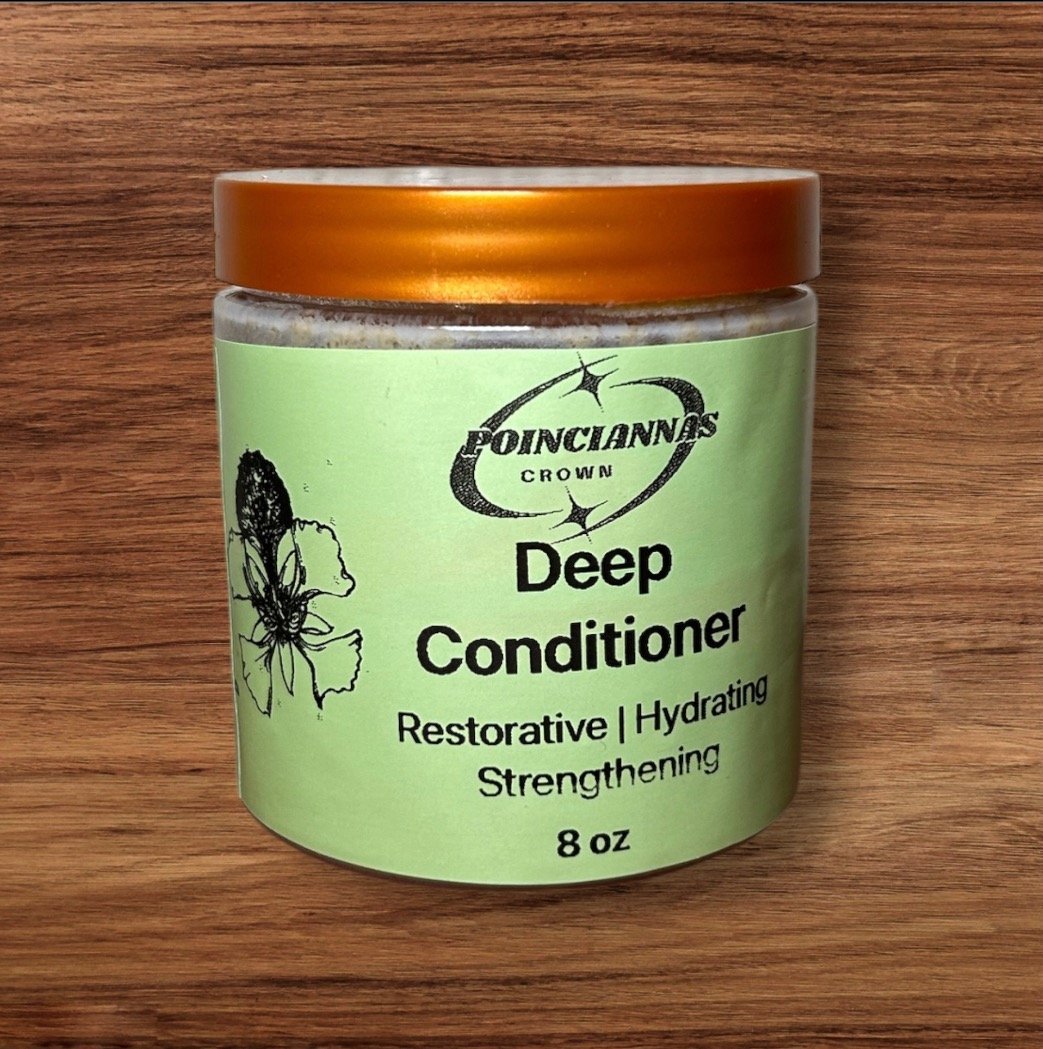 POINCIANNAS
CROWN
Deep
Conditioner
Restorative | Hydrating
Strengthening
8 oz